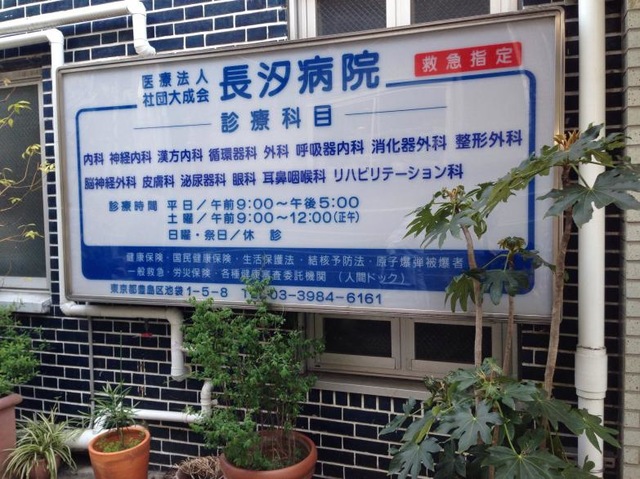 医療法人
社団大成会
長汐病院
救急指定
診療科目
内科 神経内科 漢方内科 循環器科 外科 呼吸器内科 消化器外科 整形外科
脳神経外科 皮膚科 泌尿器科 眼科 耳鼻咽喉科 リハビリテーション科
診療時間 平日／午前9:00〜午後5:00
土曜／午前9:00〜12:00(正午)
日曜・祭日／休 診
健康保険・国民健康保険・生活保護法・結核予防法・原子爆弾被爆者
一般救急・労災保険・各種健康審査委託機関 （人間ドック）
東京都豊島区池袋1-5-8 TEL03-3984-6161